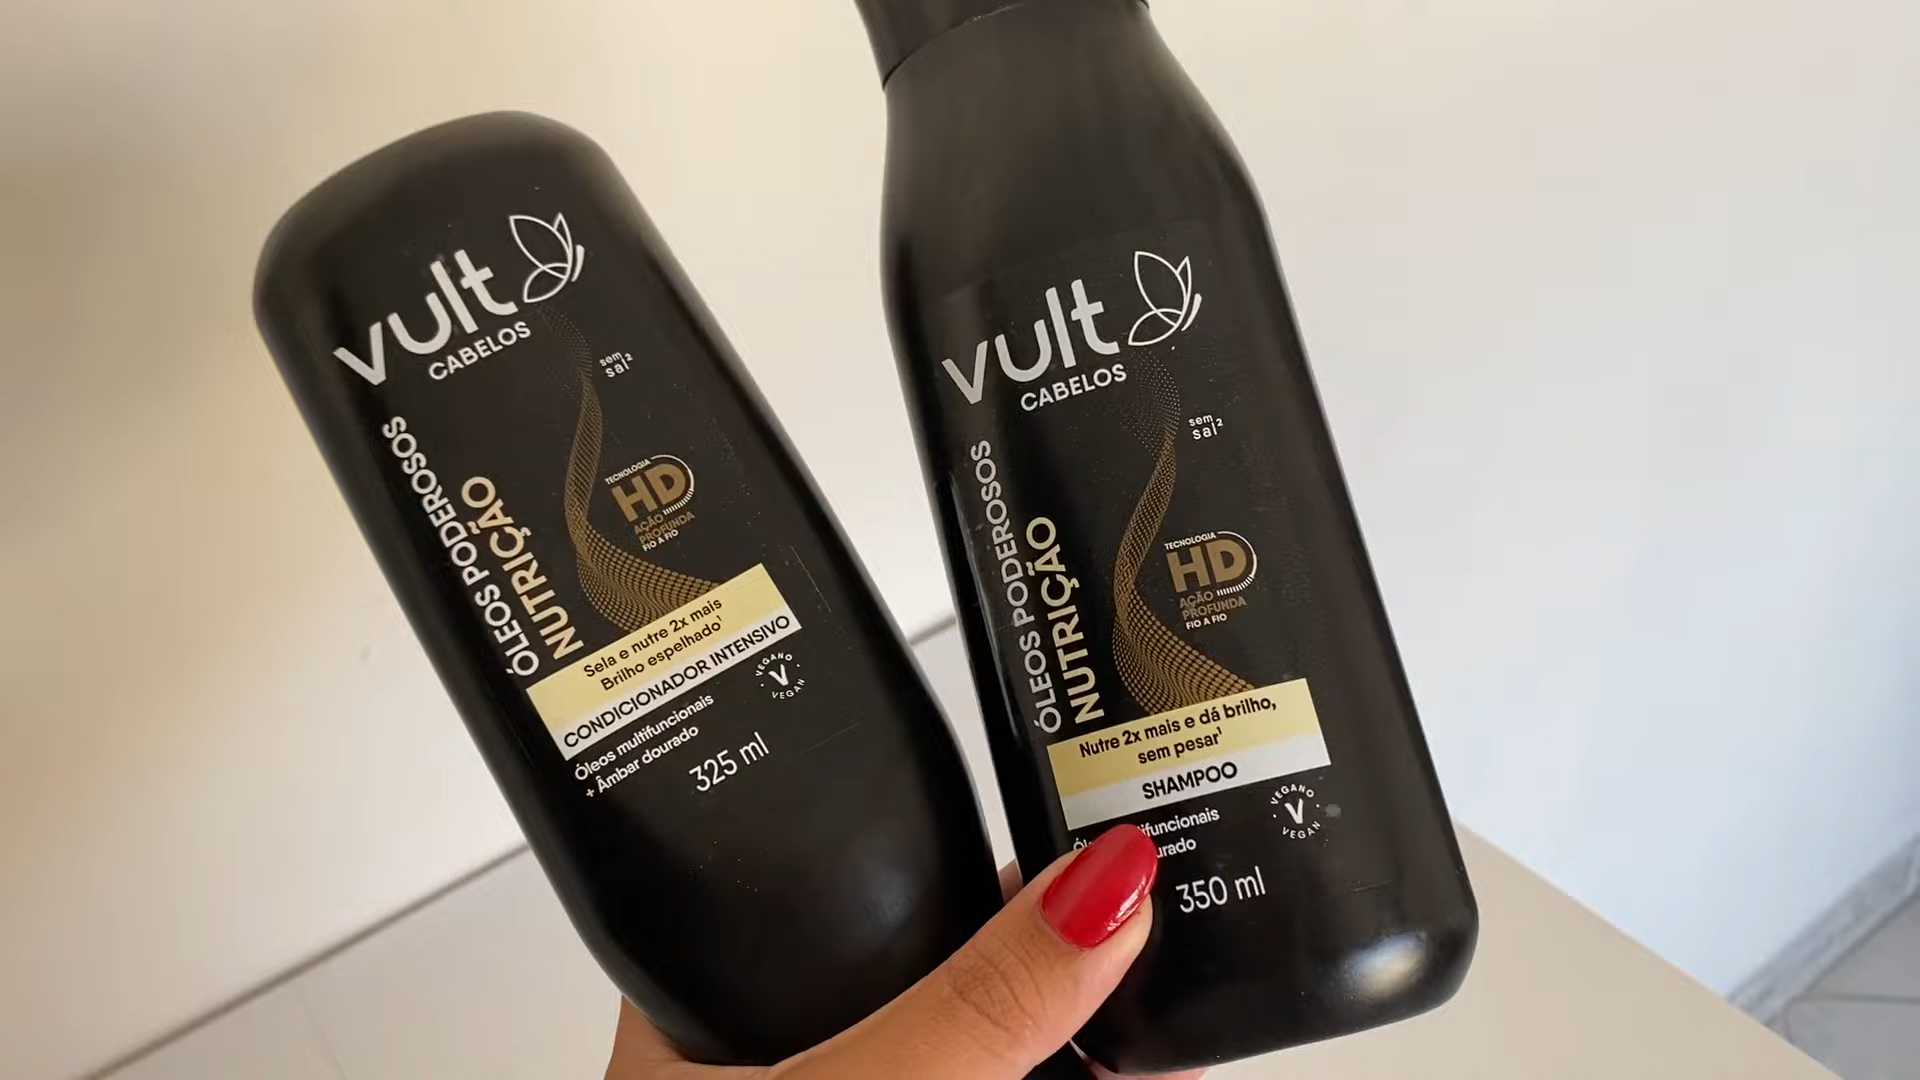 vult
CABELOS
sem
sal²
ÓLEOS PODEROSOS
NUTRIÇÃO
TECNOLOGIA
HD
AÇÃO
PROFUNDA
FIO A FIO
Sela e nutre 2x mais
Brilho espelhado¹
CONDICIONADOR INTENSIVO
Óleos multifuncionais
+ Âmbar dourado
VEGANO
V
VEGAN
325 ml
vult
CABELOS
sem
sal²
ÓLEOS PODEROSOS
NUTRIÇÃO
TECNOLOGIA
HD
AÇÃO
PROFUNDA
FIO A FIO
Nutre 2x mais e dá brilho,
sem pesar¹
SHAMPOO
VEGANO
V
VEGAN
350 ml